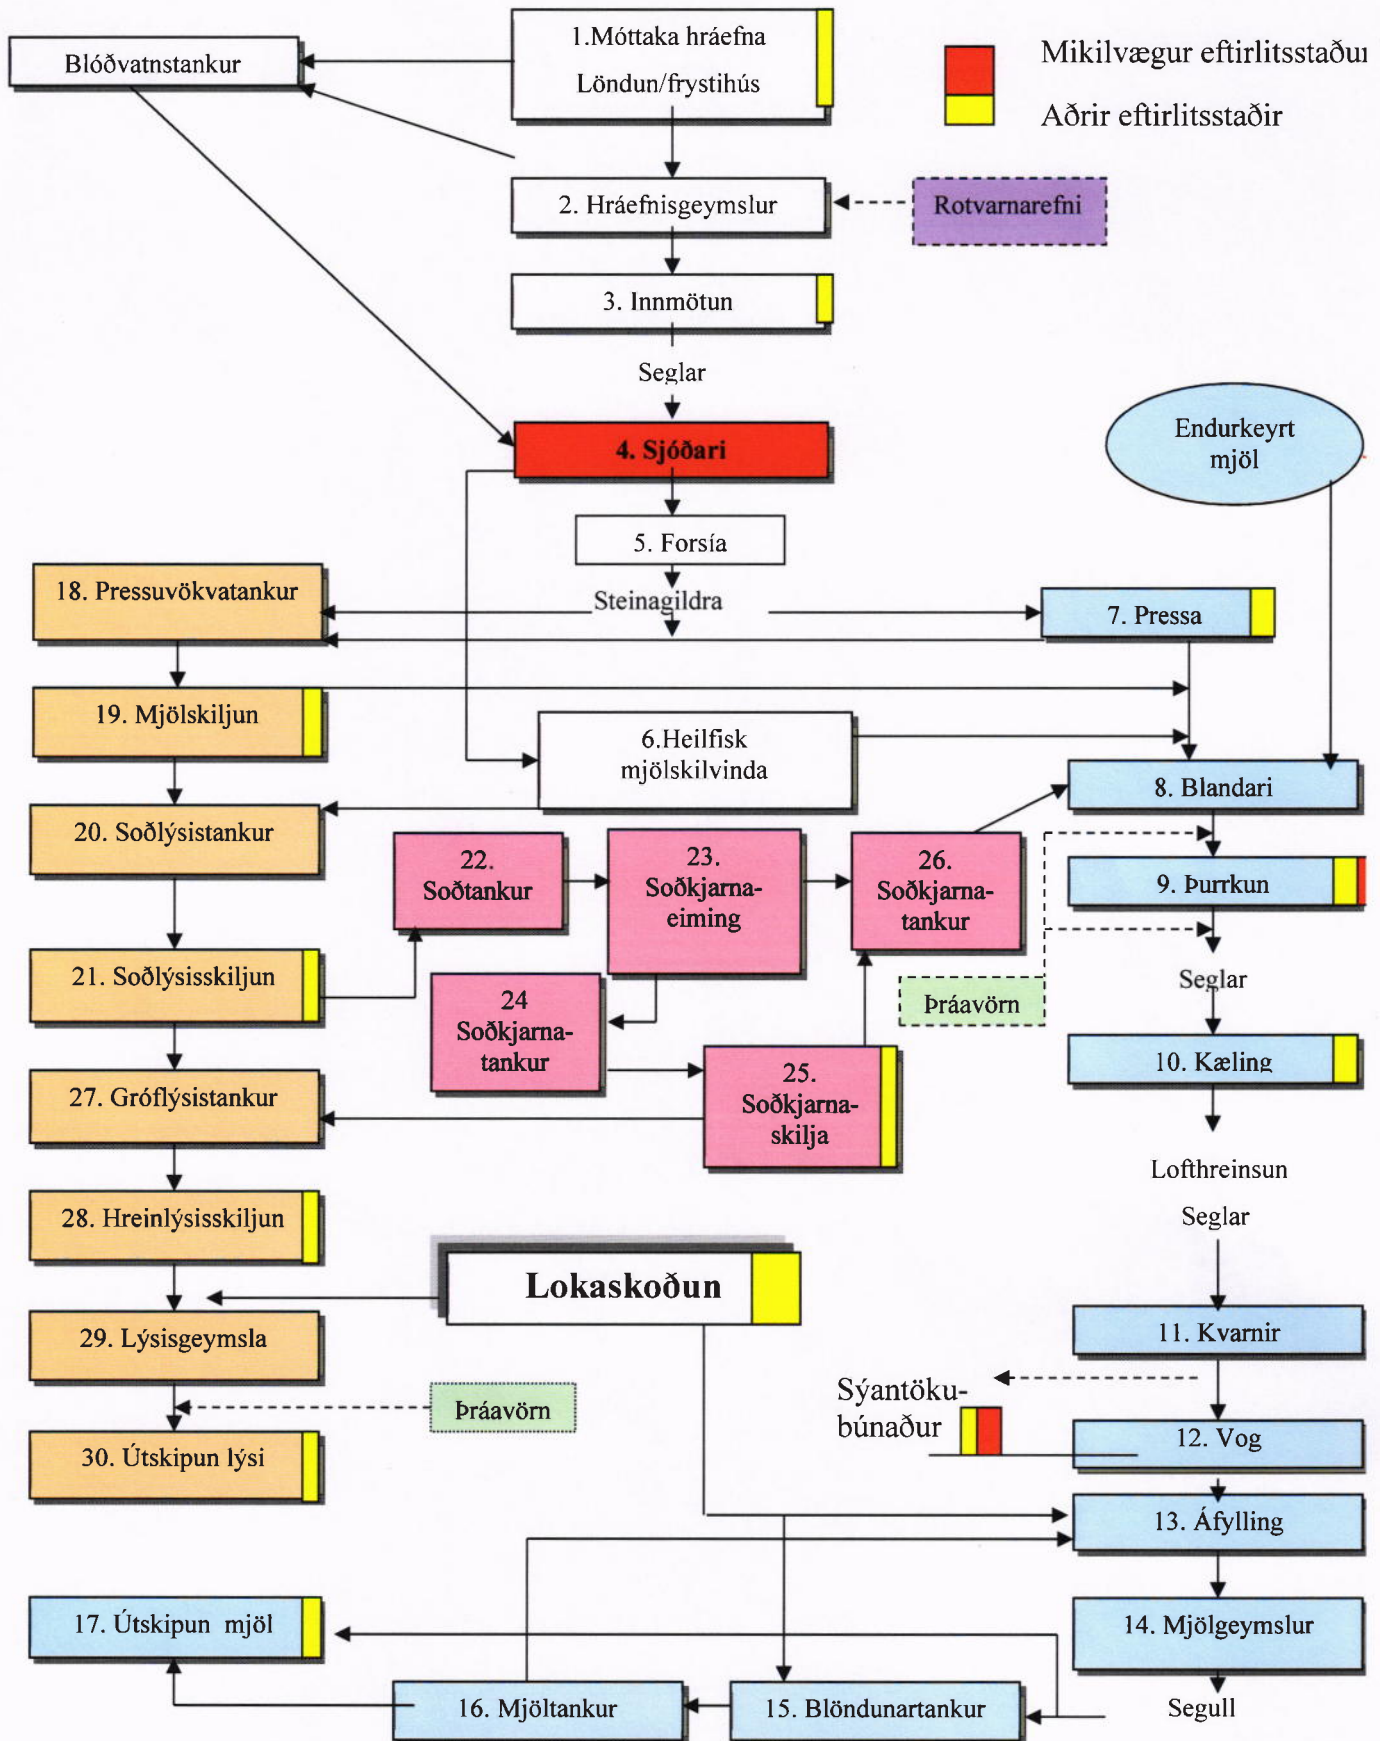 1.Móttaka hráefna
Löndun/frystihús
Blóðvatnstankur
Mikilvægur eftirlitsstaður
Aðrir eftirlitsstaðir
2. Hráefnisgeymslur
Rotvarnarefni
3. Innmötun
Seglar
4. Sjóðari
Endurkeyrt
mjöl
5. Forsía
Steinagildra
18. Pressuvökvatankur
7. Pressa
19. Mjölskiljun
6.Heilfisk
mjölskilvinda
8. Blandari
20. Soðlýsistankur
22.
Soðtankur
23.
Soðkjarna-
eiming
26.
Soðkjarna-
tankur
9. Þurrkun
21. Soðlýsisskiljun
24
Soðkjarna-
tankur
Þráavörn
Seglar
10. Kæling
25.
Soðkjarna-
skilja
27. Gróflýsistankur
Lofthreinsun
Seglar
28. Hreinlýsisskiljun
Lokaskoðun
29. Lýsisgeymsla
11. Kvarnir
Sýantöku-
búnaður
Þráavörn
12. Vog
30. Útskipun lýsi
13. Áfylling
17. Útskipun mjöl
14. Mjölgeymslur
16. Mjöltankur
15. Blöndunartankur
Segull